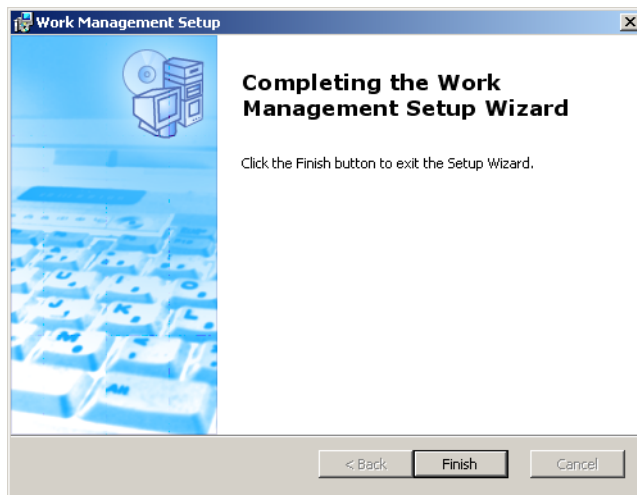 Work Management Setup
Completing the Work
Management Setup Wizard
Click the Finish button to exit the Setup Wizard.
< Back
Finish
Cancel